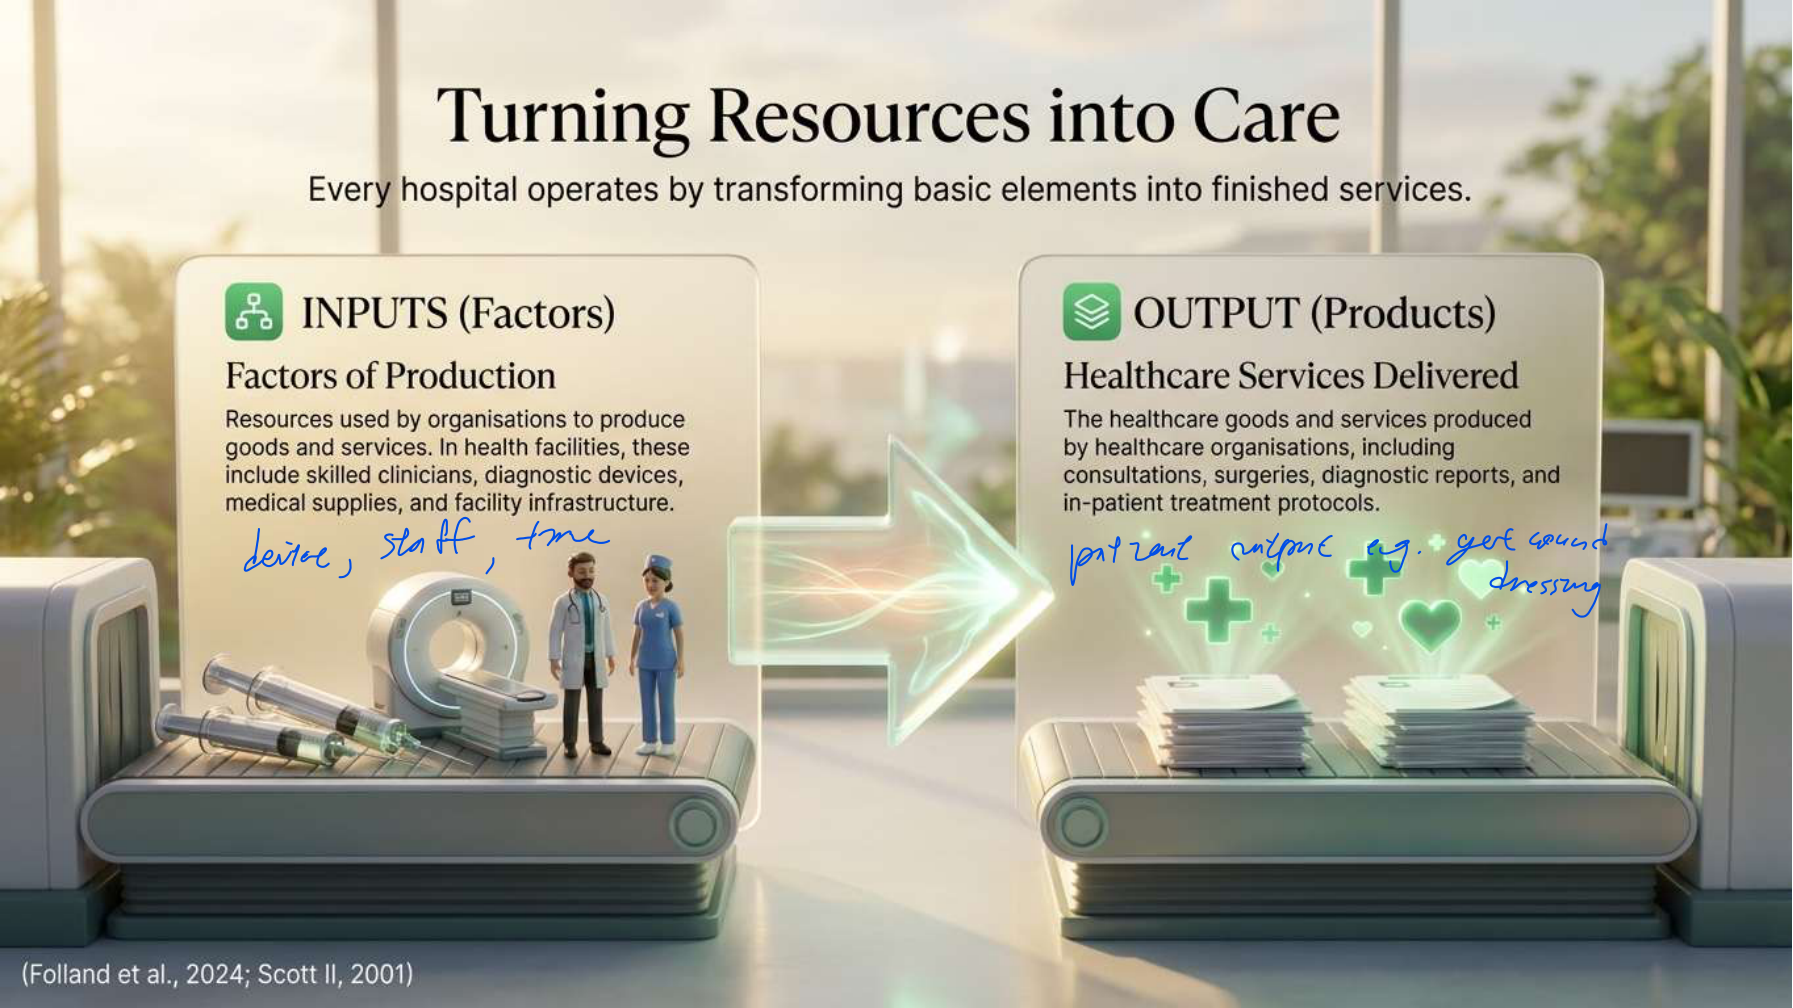 Turning Resources into Care
Every hospital operates by transforming basic elements into finished services.
INPUTS (Factors)
Factors of Production
Resources used by organisations to produce
goods and services. In health facilities, these
include skilled clinicians, diagnostic devices,
medical supplies, and facility infrastructure.
device, staff, time
OUTPUT (Products)
Healthcare Services Delivered
The healthcare goods and services produced
by healthcare organisations, including
consultations, surgeries, diagnostic reports, and
in-patient treatment protocols.
patient output e.g. get wound
dressing
(Folland et al., 2024; Scott II, 2001)